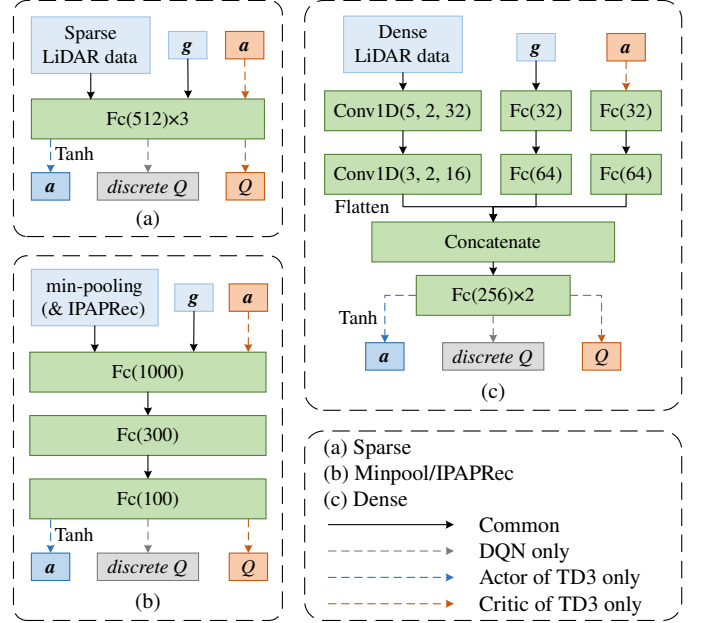 Sparse
LiDAR data
g
a
Fc(512)×3
Tanh
a
discrete Q
Q
(a)
min-pooling
(& IPAPRec)
g
a
Fc(1000)
Fc(300)
Fc(100)
Tanh
a
discrete Q
Q
(b)
Dense
LiDAR data
g
a
Conv1D(5, 2, 32)
Fc(32)
Fc(32)
Conv1D(3, 2, 16)
Fc(64)
Fc(64)
Flatten
Concatenate
Fc(256)×2
Tanh
a
discrete Q
Q
(c)
(a) Sparse
(b) Minpool/IPAPRec
(c) Dense
Common
DQN only
Actor of TD3 only
Critic of TD3 only